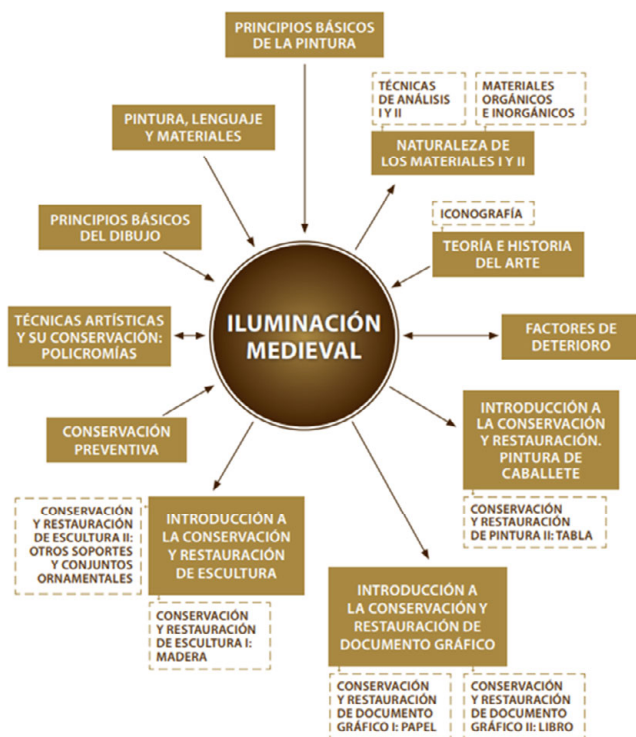 PRINCIPIOS BÁSICOS
DE LA PINTURA
TÉCNICAS
DE ANÁLISIS
I Y II
MATERIALES
ORGÁNICOS
E INORGÁNICOS
PINTURA, LENGUAJE
Y MATERIALES
NATURALEZA DE
LOS MATERIALES I Y II
ICONOGRAFÍA
PRINCIPIOS BÁSICOS
DEL DIBUJO
TEORÍA E HISTORIA
DEL ARTE
ILUMINACIÓN
MEDIEVAL
TÉCNICAS ARTÍSTICAS
Y SU CONSERVACIÓN:
POLICROMÍAS
FACTORES DE
DETERIORO
CONSERVACIÓN
PREVENTIVA
INTRODUCCIÓN A
LA CONSERVACIÓN
Y RESTAURACIÓN.
PINTURA DE
CABALLETE
CONSERVACIÓN
Y RESTAURACIÓN
DE PINTURA II: TABLA
CONSERVACIÓN
Y RESTAURACIÓN
DE ESCULTURA II:
OTROS SOPORTES
Y CONJUNTOS
ORNAMENTALES
INTRODUCCIÓN A
LA CONSERVACIÓN
Y RESTAURACIÓN
DE ESCULTURA
CONSERVACIÓN
Y RESTAURACIÓN
DE ESCULTURA I:
MADERA
INTRODUCCIÓN A
LA CONSERVACIÓN Y
RESTAURACIÓN DE
DOCUMENTO GRÁFICO
CONSERVACIÓN
Y RESTAURACIÓN
DE DOCUMENTO
GRÁFICO I: PAPEL
CONSERVACIÓN
Y RESTAURACIÓN
DE DOCUMENTO
GRÁFICO II: LIBRO